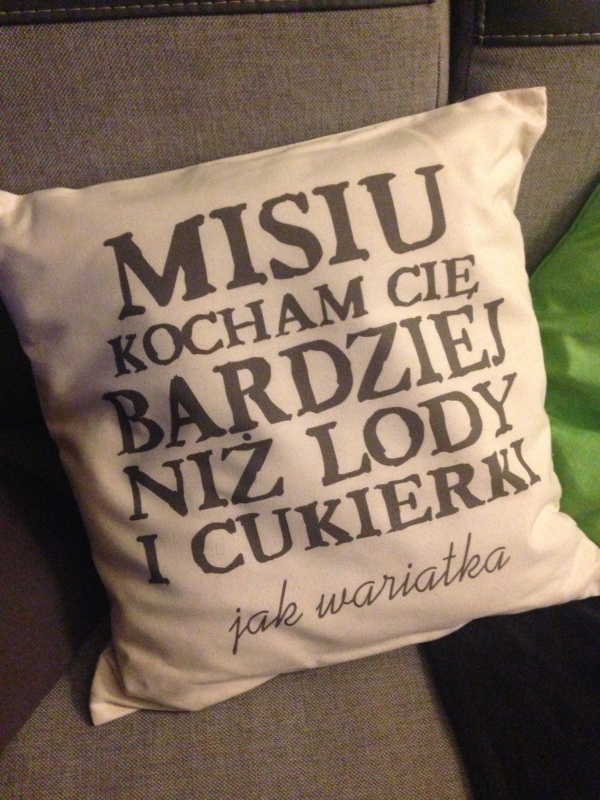 MISIU
KOCHAM CIĘ
BARDZIEJ
NIŻ LODY
I CUKIERKI
jak wariatka